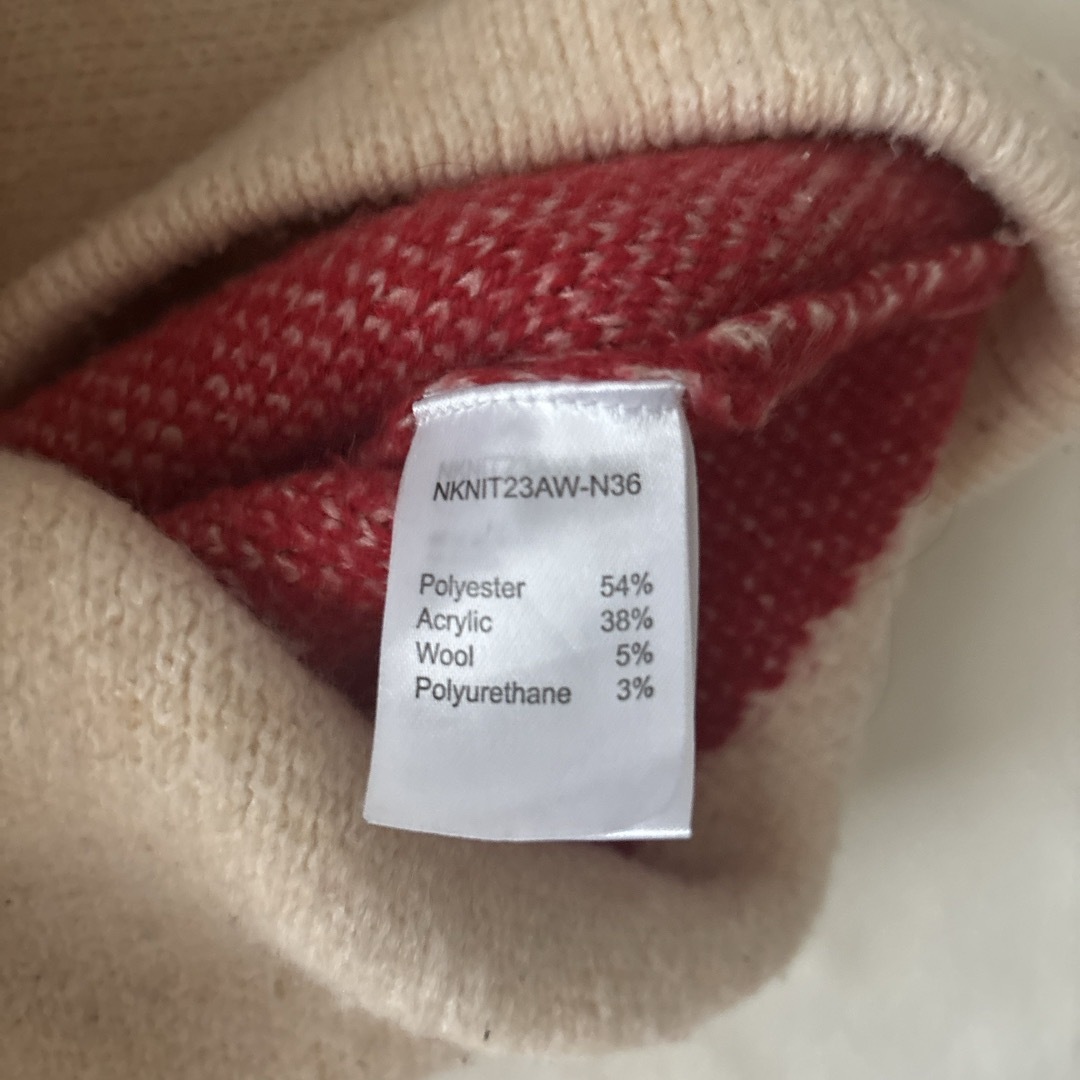 NKNIT23AW-N36
Polyester 54%
Acrylic 38%
Wool 5%
Polyurethane 3%